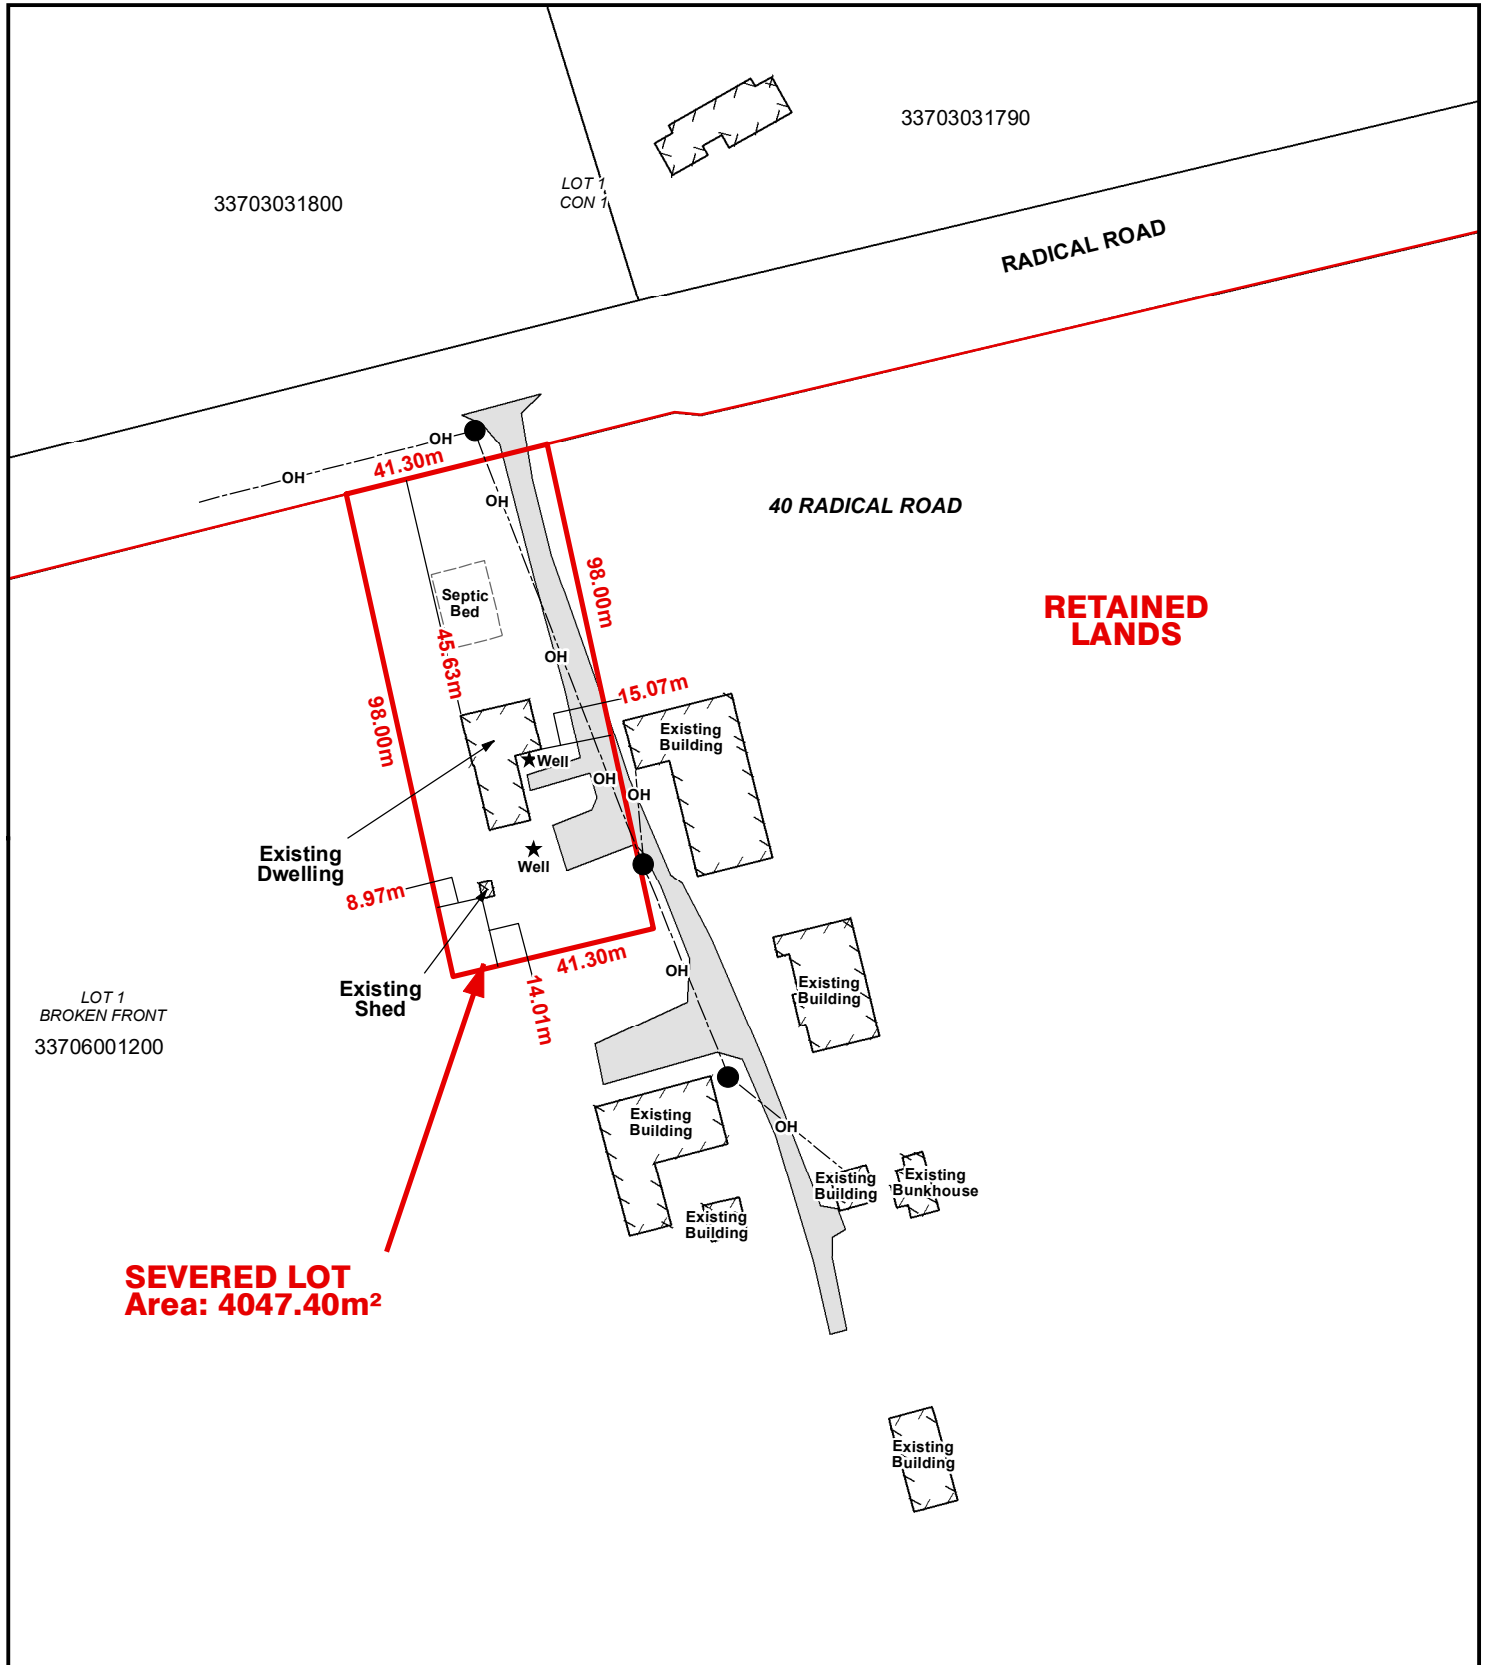 33703031790
33703031800
LOT 1
CON 1
RADICAL ROAD
OH
OH
41.30m
OH
40 RADICAL ROAD
98.00m
Septic
Bed
RETAINED
LANDS
45.63m
OH
15.07m
98.00m
Existing
Building
Well
OH
OH
Existing
Dwelling
Well
8.97m
41.30m
OH
Existing
Shed
14.01m
Existing
Building
LOT 1
BROKEN FRONT
33706001200
Existing
Building
OH
Existing
Building
Existing
Bunkhouse
Existing
Building
SEVERED LOT
Area: 4047.40m²
Existing
Building